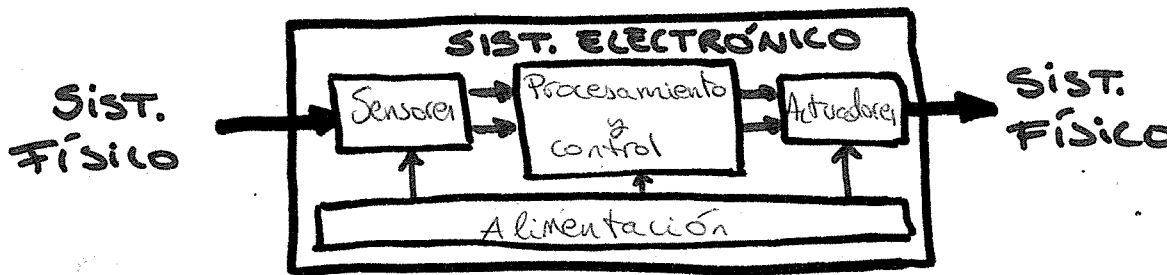 SIST. ELECTRÓNICO
SiST.
FÍSICO
Sensores
Procesamiento
y
control
Actuadores
SIST.
FÍSICO
Alimentación